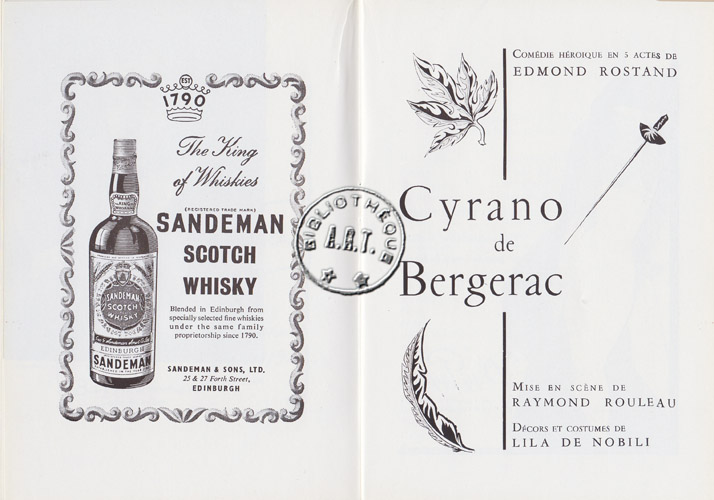 EST
1790
The King
of Whiskies
(REGISTERED TRADE MARK)
SANDEMAN
SCOTCH
WHISKY
Blended in Edinburgh from
specially selected fine whiskies
under the same family
proprietorship since 1790.
SANDEMAN & SONS, LTD.
25 & 27 Forth Street,
EDINBURGH
KING
SANDEMAN
SCOTCH
WHISKY
EDINBURGH
SANDEMAN
BIBLIOTHÈQUE
A.R.T.
COMÉDIE HÉROIQUE EN 5 ACTES DE
EDMOND ROSTAND
Cyrano
de
Bergerac
MISE EN SCÈNE DE
RAYMOND ROULEAU
DÉCORS ET COSTUMES DE
LILA DE NOBILI